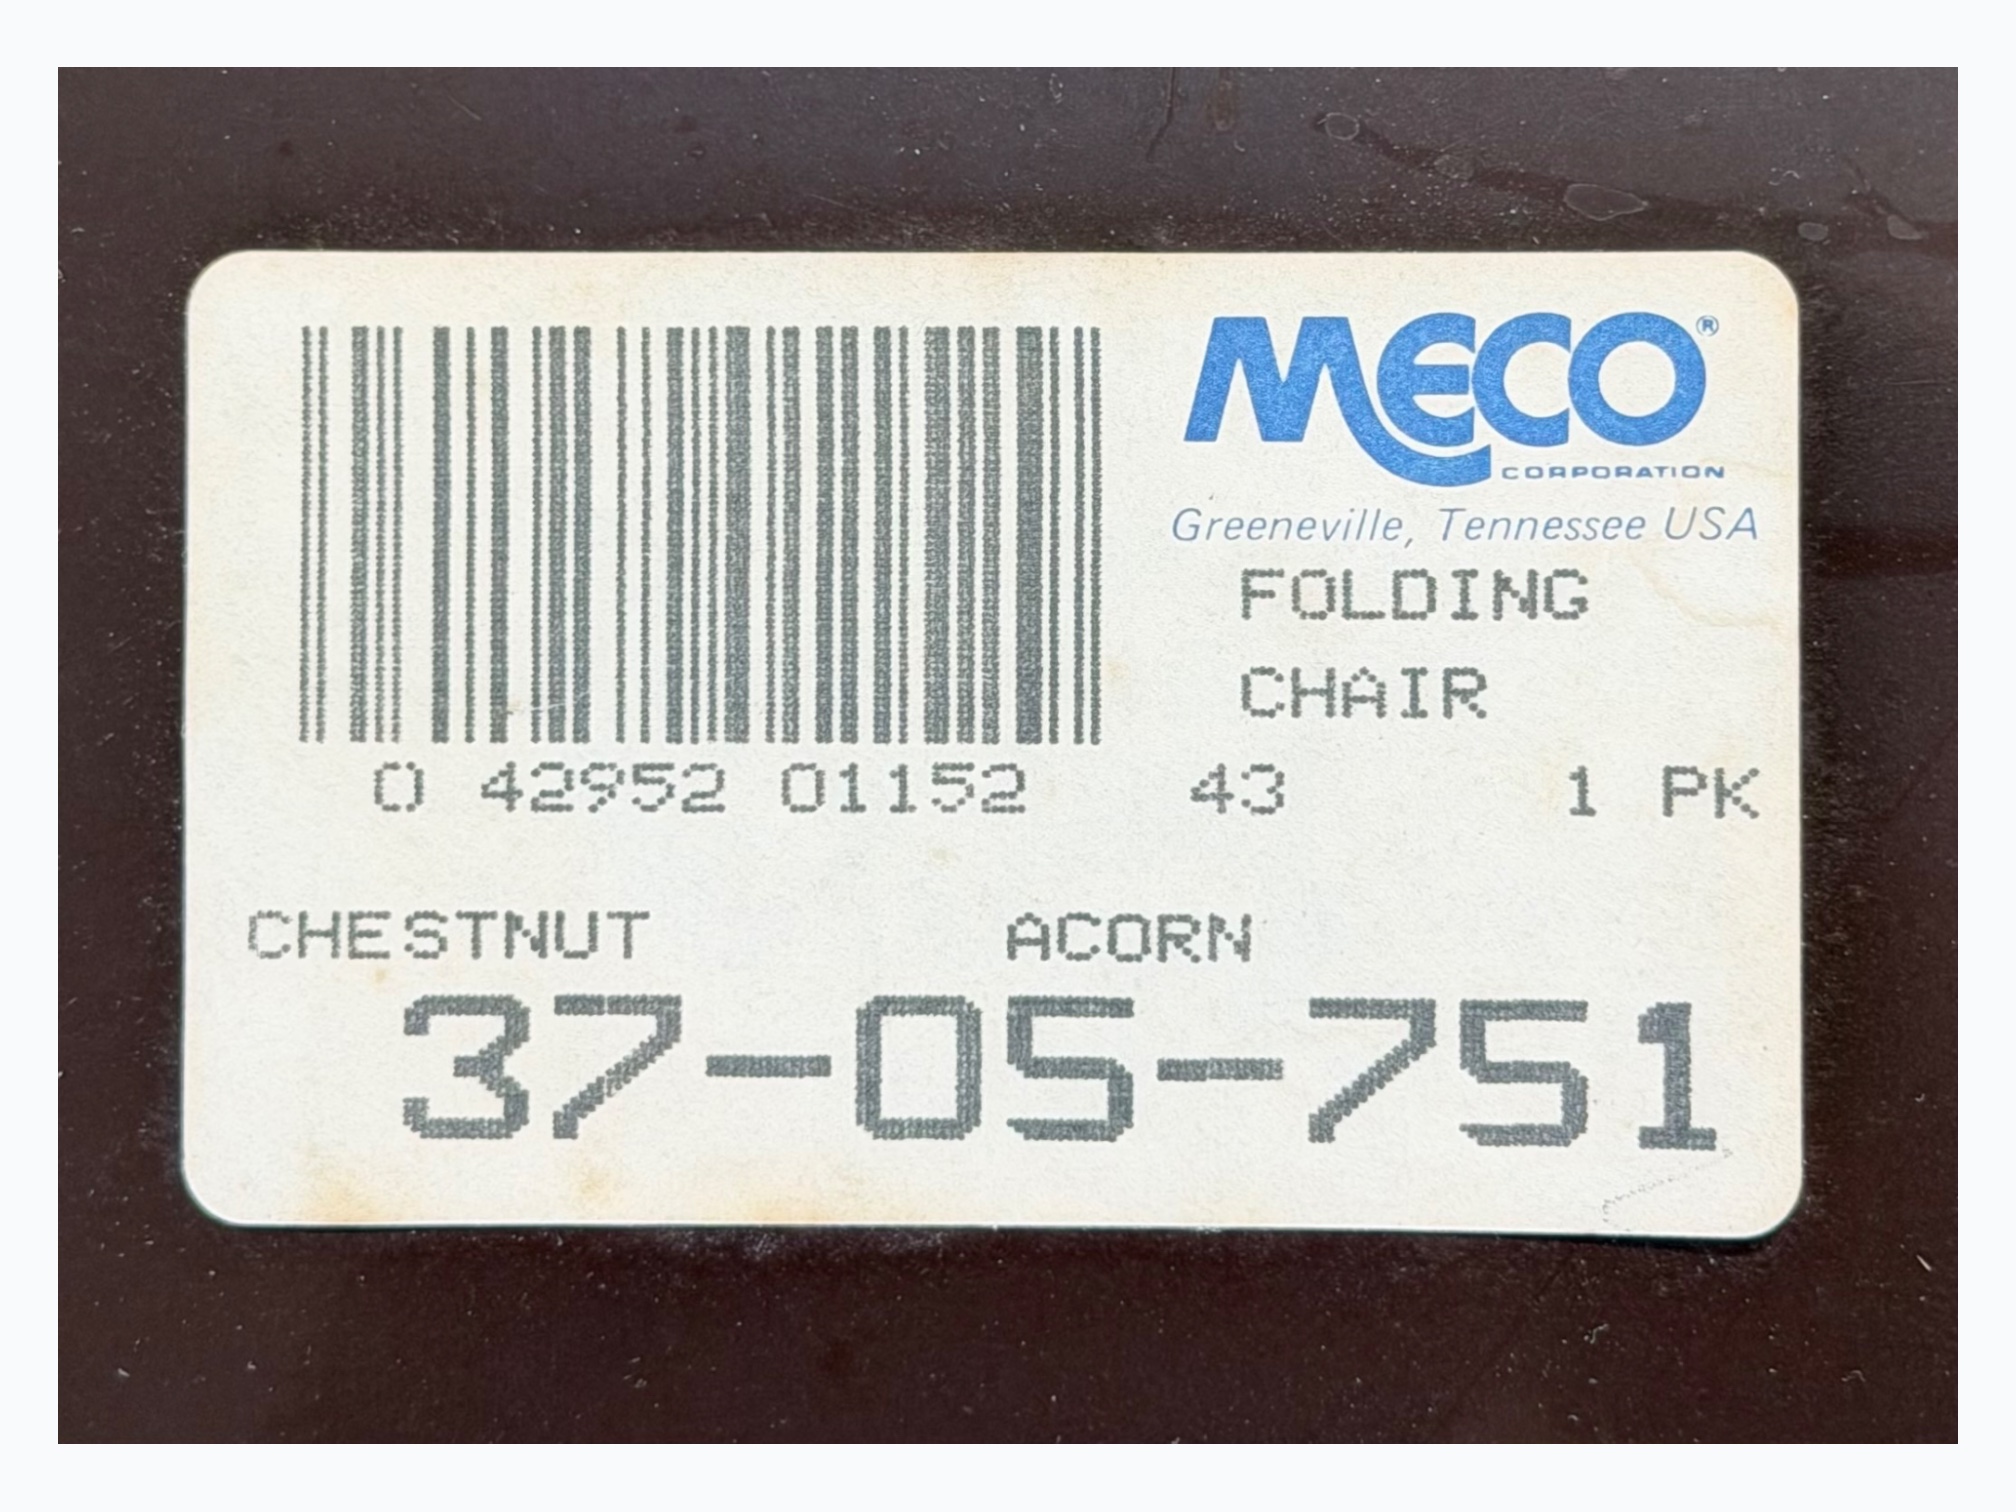 MECO®
CORPORATION
Greeneville, Tennessee USA
FOLDING
CHAIR
0 42952 01152 43 1 PK
CHESTNUT ACORN
37-05-751